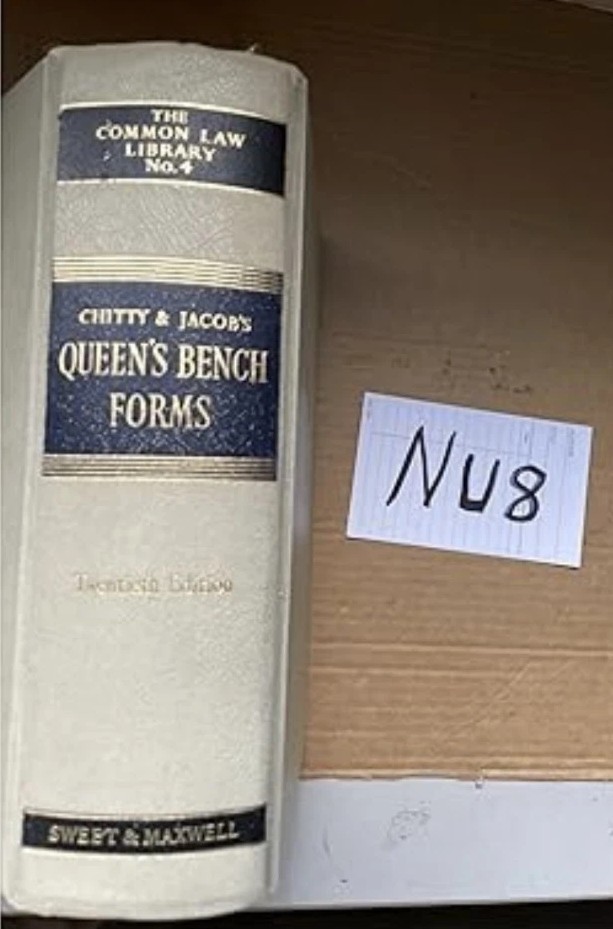 THE
COMMON LAW
LIBRARY
No. 4
CHITTY & JACOB'S
QUEEN'S BENCH
FORMS
Twentieth Edition
SWEET & MAXWELL
NU8